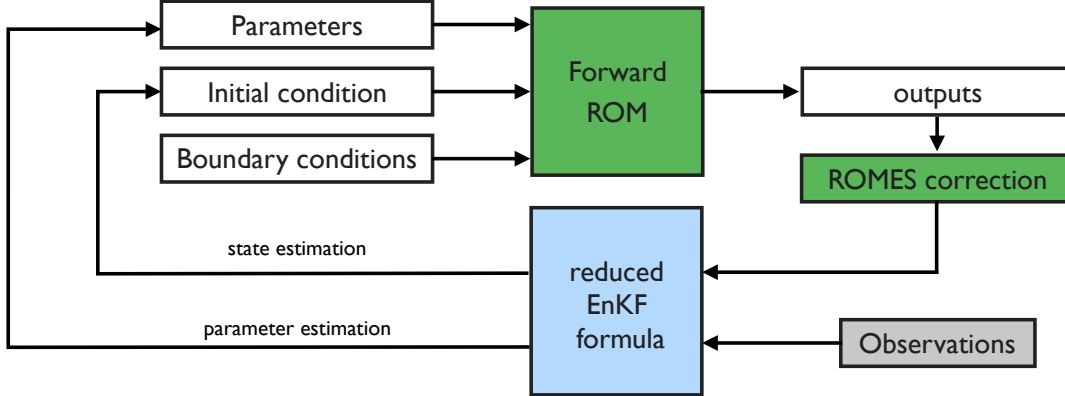 Parameters
Initial condition
Boundary conditions
Forward
ROM
outputs
ROMES correction
state estimation
parameter estimation
reduced
EnKF
formula
Observations